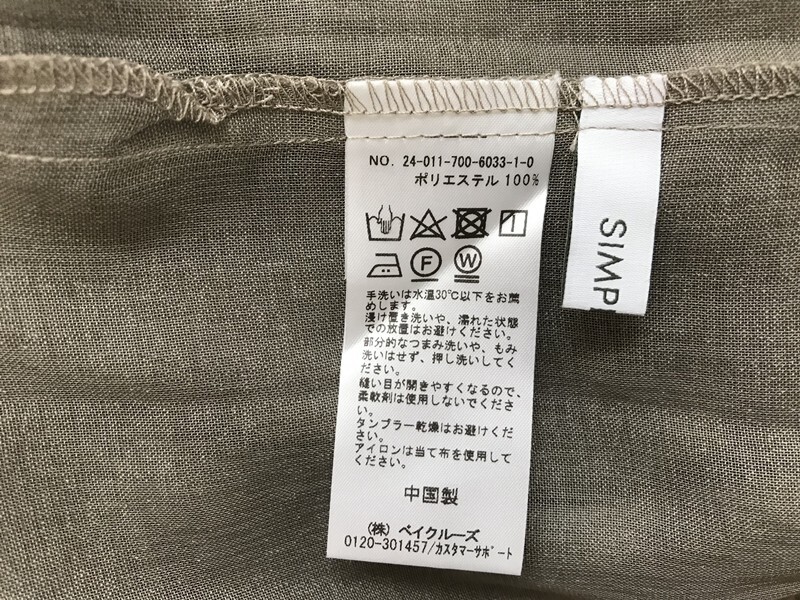 NO. 24-011-700-6033-1-0
ポリエステル 100%
F
W
手洗いは水温30℃以下をお薦
めします。
浸け置き洗いや、濡れた状態
での放置はお避けください。
部分的なつまみ洗いや、もみ
洗いはせず、押し洗いしてく
ださい。
縫い目が開きやすくなるので、
柔軟剤は使用しないでくださ
い。
タンブラー乾燥はお避けくだ
さい。
アイロンは当て布を使用して
ください。
中国製
(株) ベイクルーズ
0120-301457/カスタマーサポート
SIMP